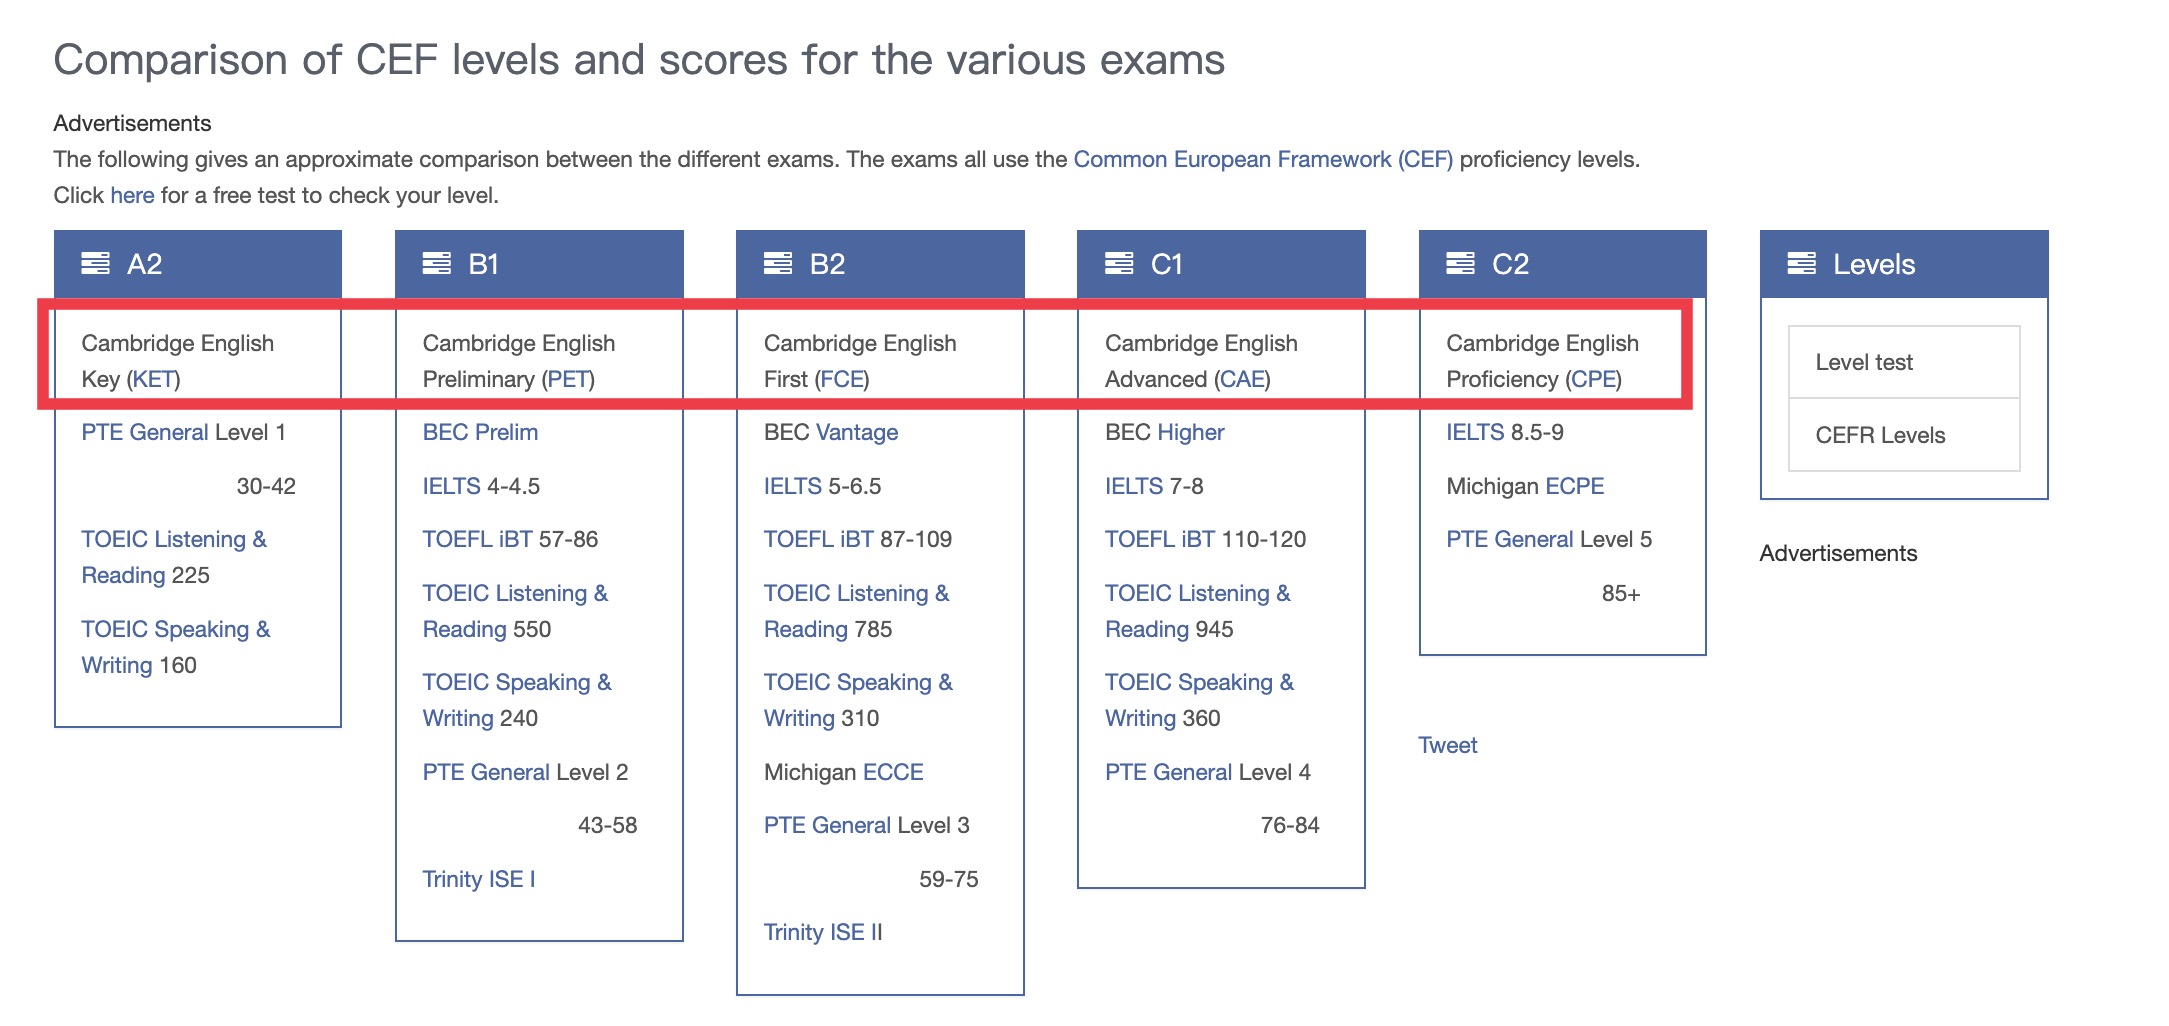 Comparison of CEF levels and scores for the various exams
Advertisements
The following gives an approximate comparison between the different exams. The exams all use the Common European Framework (CEF) proficiency levels.
Click here for a free test to check your level.
A2
Cambridge English
Key (KET)
PTE General Level 1
30-42
TOEIC Listening &
Reading 225
TOEIC Speaking &
Writing 160
B1
Cambridge English
Preliminary (PET)
BEC Prelim
IELTS 4-4.5
TOEFL iBT 57-86
TOEIC Listening &
Reading 550
TOEIC Speaking &
Writing 240
PTE General Level 2
43-58
Trinity ISE I
B2
Cambridge English
First (FCE)
BEC Vantage
IELTS 5-6.5
TOEFL iBT 87-109
TOEIC Listening &
Reading 785
TOEIC Speaking &
Writing 310
Michigan ECCE
PTE General Level 3
59-75
Trinity ISE II
C1
Cambridge English
Advanced (CAE)
BEC Higher
IELTS 7-8
TOEFL iBT 110-120
TOEIC Listening &
Reading 945
TOEIC Speaking &
Writing 360
PTE General Level 4
76-84
C2
Cambridge English
Proficiency (CPE)
IELTS 8.5-9
Michigan ECPE
PTE General Level 5
85+
Tweet
Levels
Level test
CEFR Levels
Advertisements